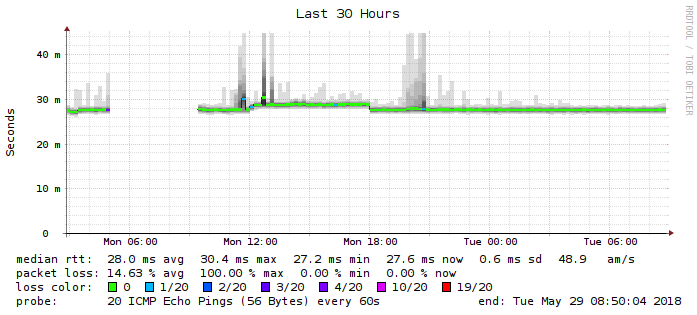 Last 30 Hours
RRDTOOL / TOBI OETIKER
Seconds
40 m
30 m
20 m
10 m
0
Mon 06:00 Mon 12:00 Mon 18:00 Tue 00:00 Tue 06:00
median rtt: 28.0 ms avg 30.4 ms max 27.2 ms min 27.6 ms now 0.6 ms sd 48.9 am/s
packet loss: 14.63 % avg 100.00 % max 0.00 % min 0.00 % now
loss color: 0 1/20 2/20 3/20 4/20 10/20 19/20
probe: 20 ICMP Echo Pings (56 Bytes) every 60s end: Tue May 29 08:50:04 2018